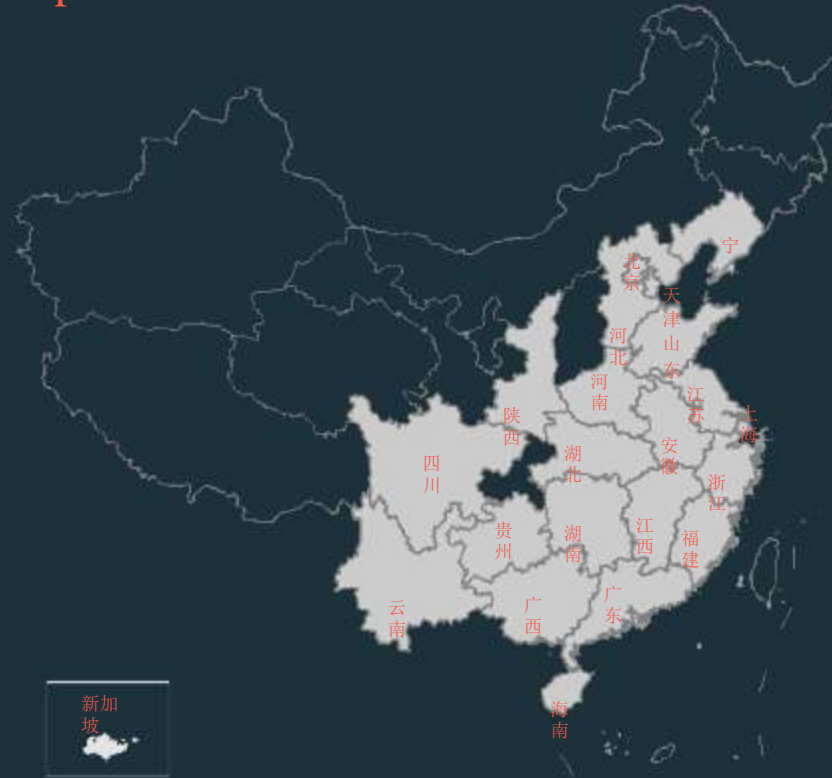 宁
北京
天津
河北
山东
河南
江苏
陕西
上海
安徽
湖北
四川
浙江
贵州
湖南
江西
福建
广东
云南
广西
新加坡
海南